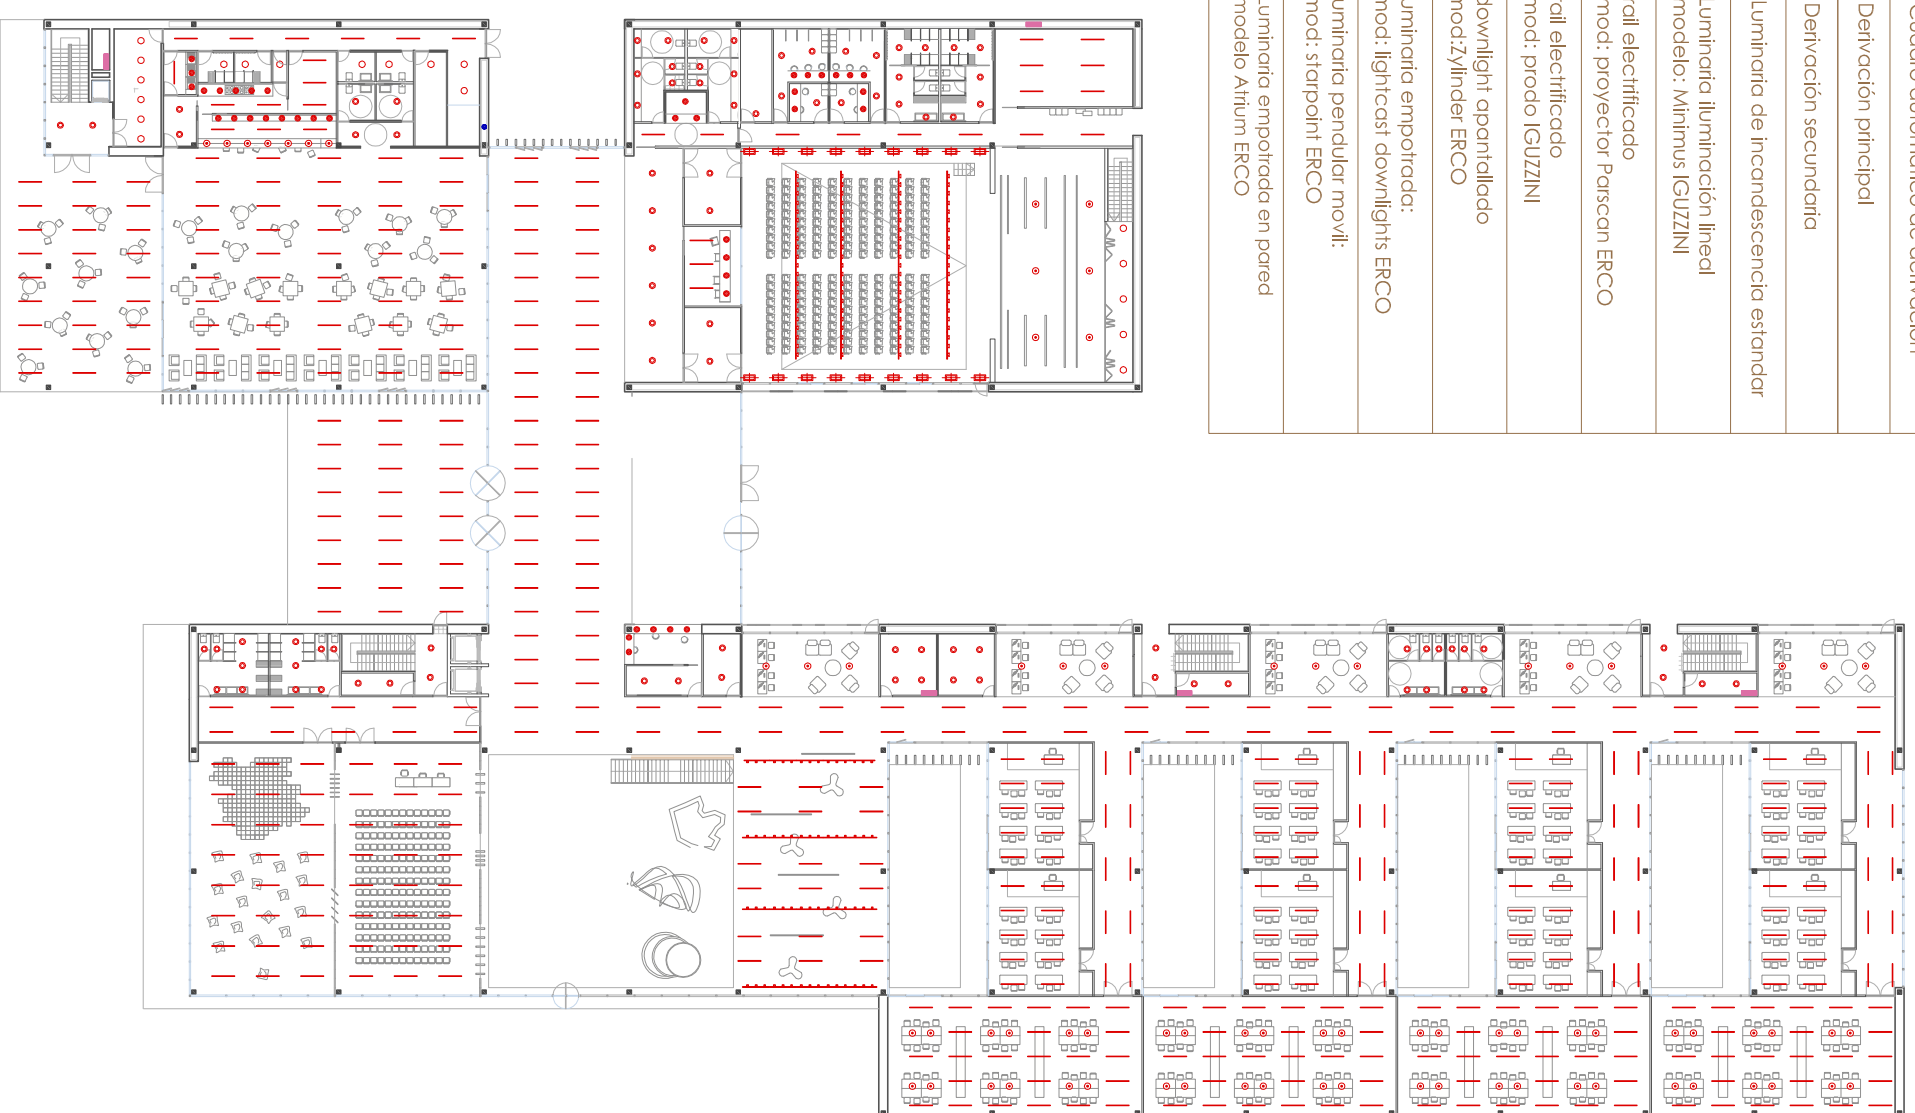 Derivación principal
Derivación secundaria
Luminaria de incandescencia estandar
Luminaria iluminación lineal
modelo: Minimus IGUZZINI
rail electrificado
mod: proyector Parscan ERCO
rail electrificado
mod: prodo IGUZZINI
downlight apantallado
mod:Zylinder ERCO
uminaria empotrada:
mod: lightcast downlights ERCO
uminaria pendular movil:
mod: starpoint ERCO
Luminaria empotrada en pared
modelo Atrium ERCO